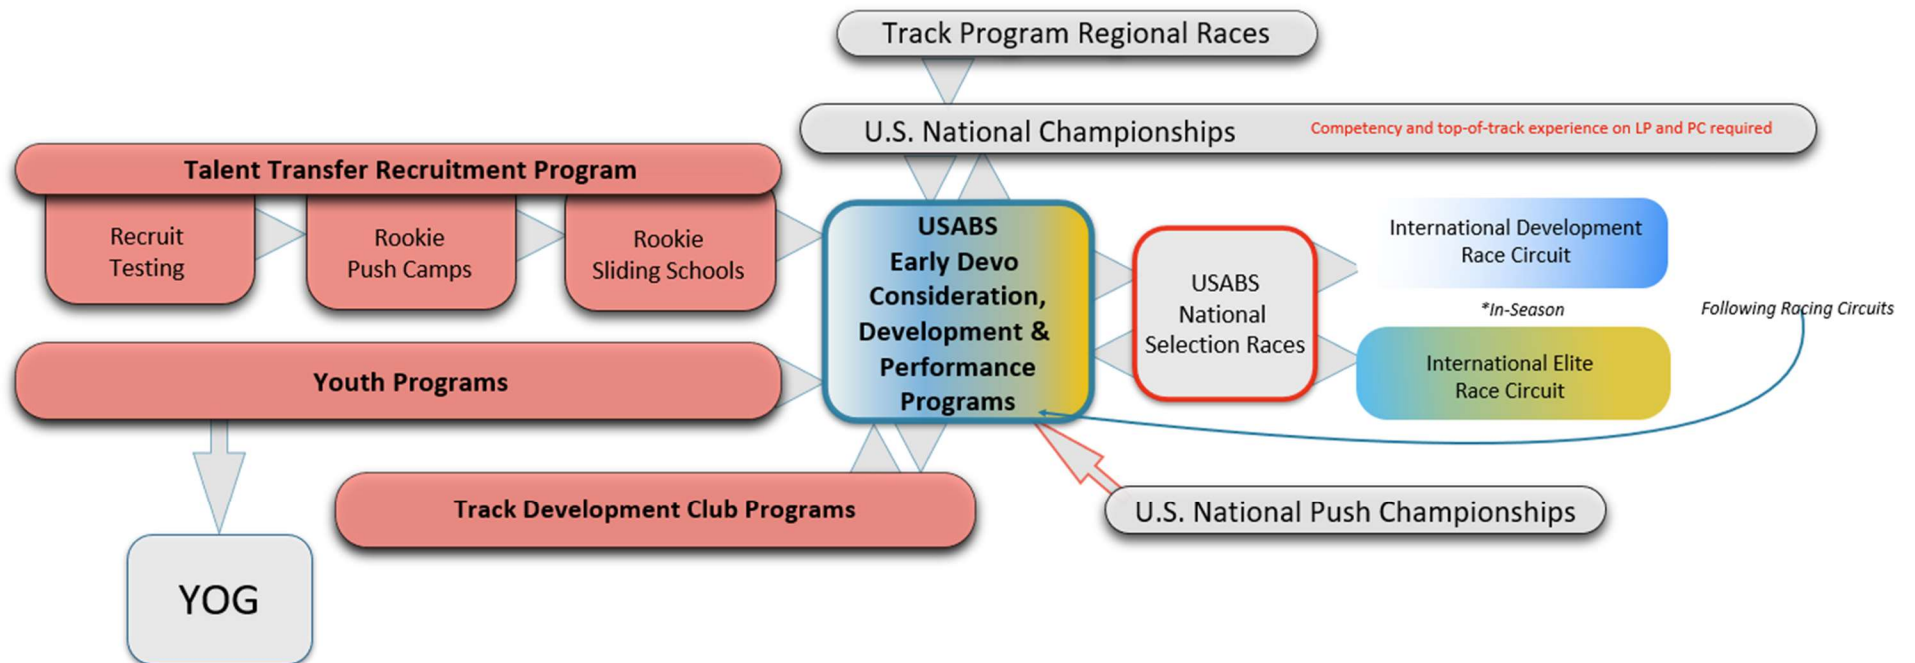 Track Program Regional Races
U.S. National Championships
Competency and top-of-track experience on LP and PC required
Talent Transfer Recruitment Program
Recruit
Testing
Rookie
Push Camps
Rookie
Sliding Schools
USABS
Early Devo
Consideration,
Development &
Performance
Programs
USABS
National
Selection Races
International Development
Race Circuit
*In-Season
Following Racing Circuits
International Elite
Race Circuit
Youth Programs
Track Development Club Programs
U.S. National Push Championships
YOG